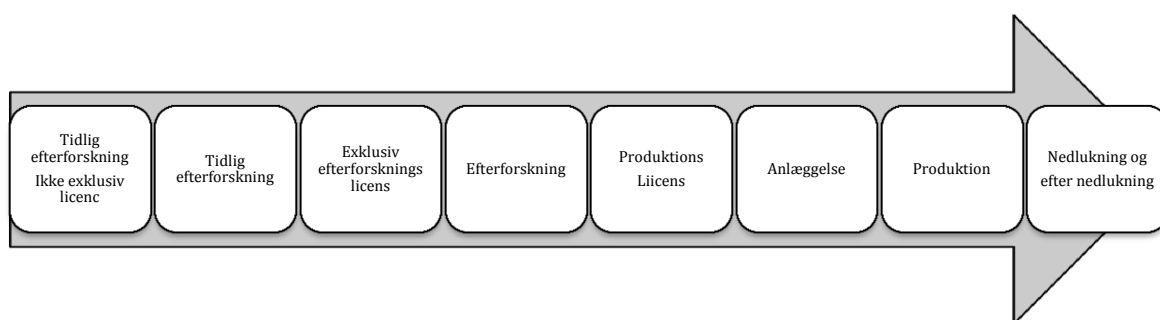 Tidlig
efterforskning
Ikke exklusiv
licenc
Tidlig
efterforskning
Exklusiv
efterforsknings
licens
Efterforskning
Produktions
Liicens
Anlæggelse
Produktion
Nedlukning og
efter nedlukning